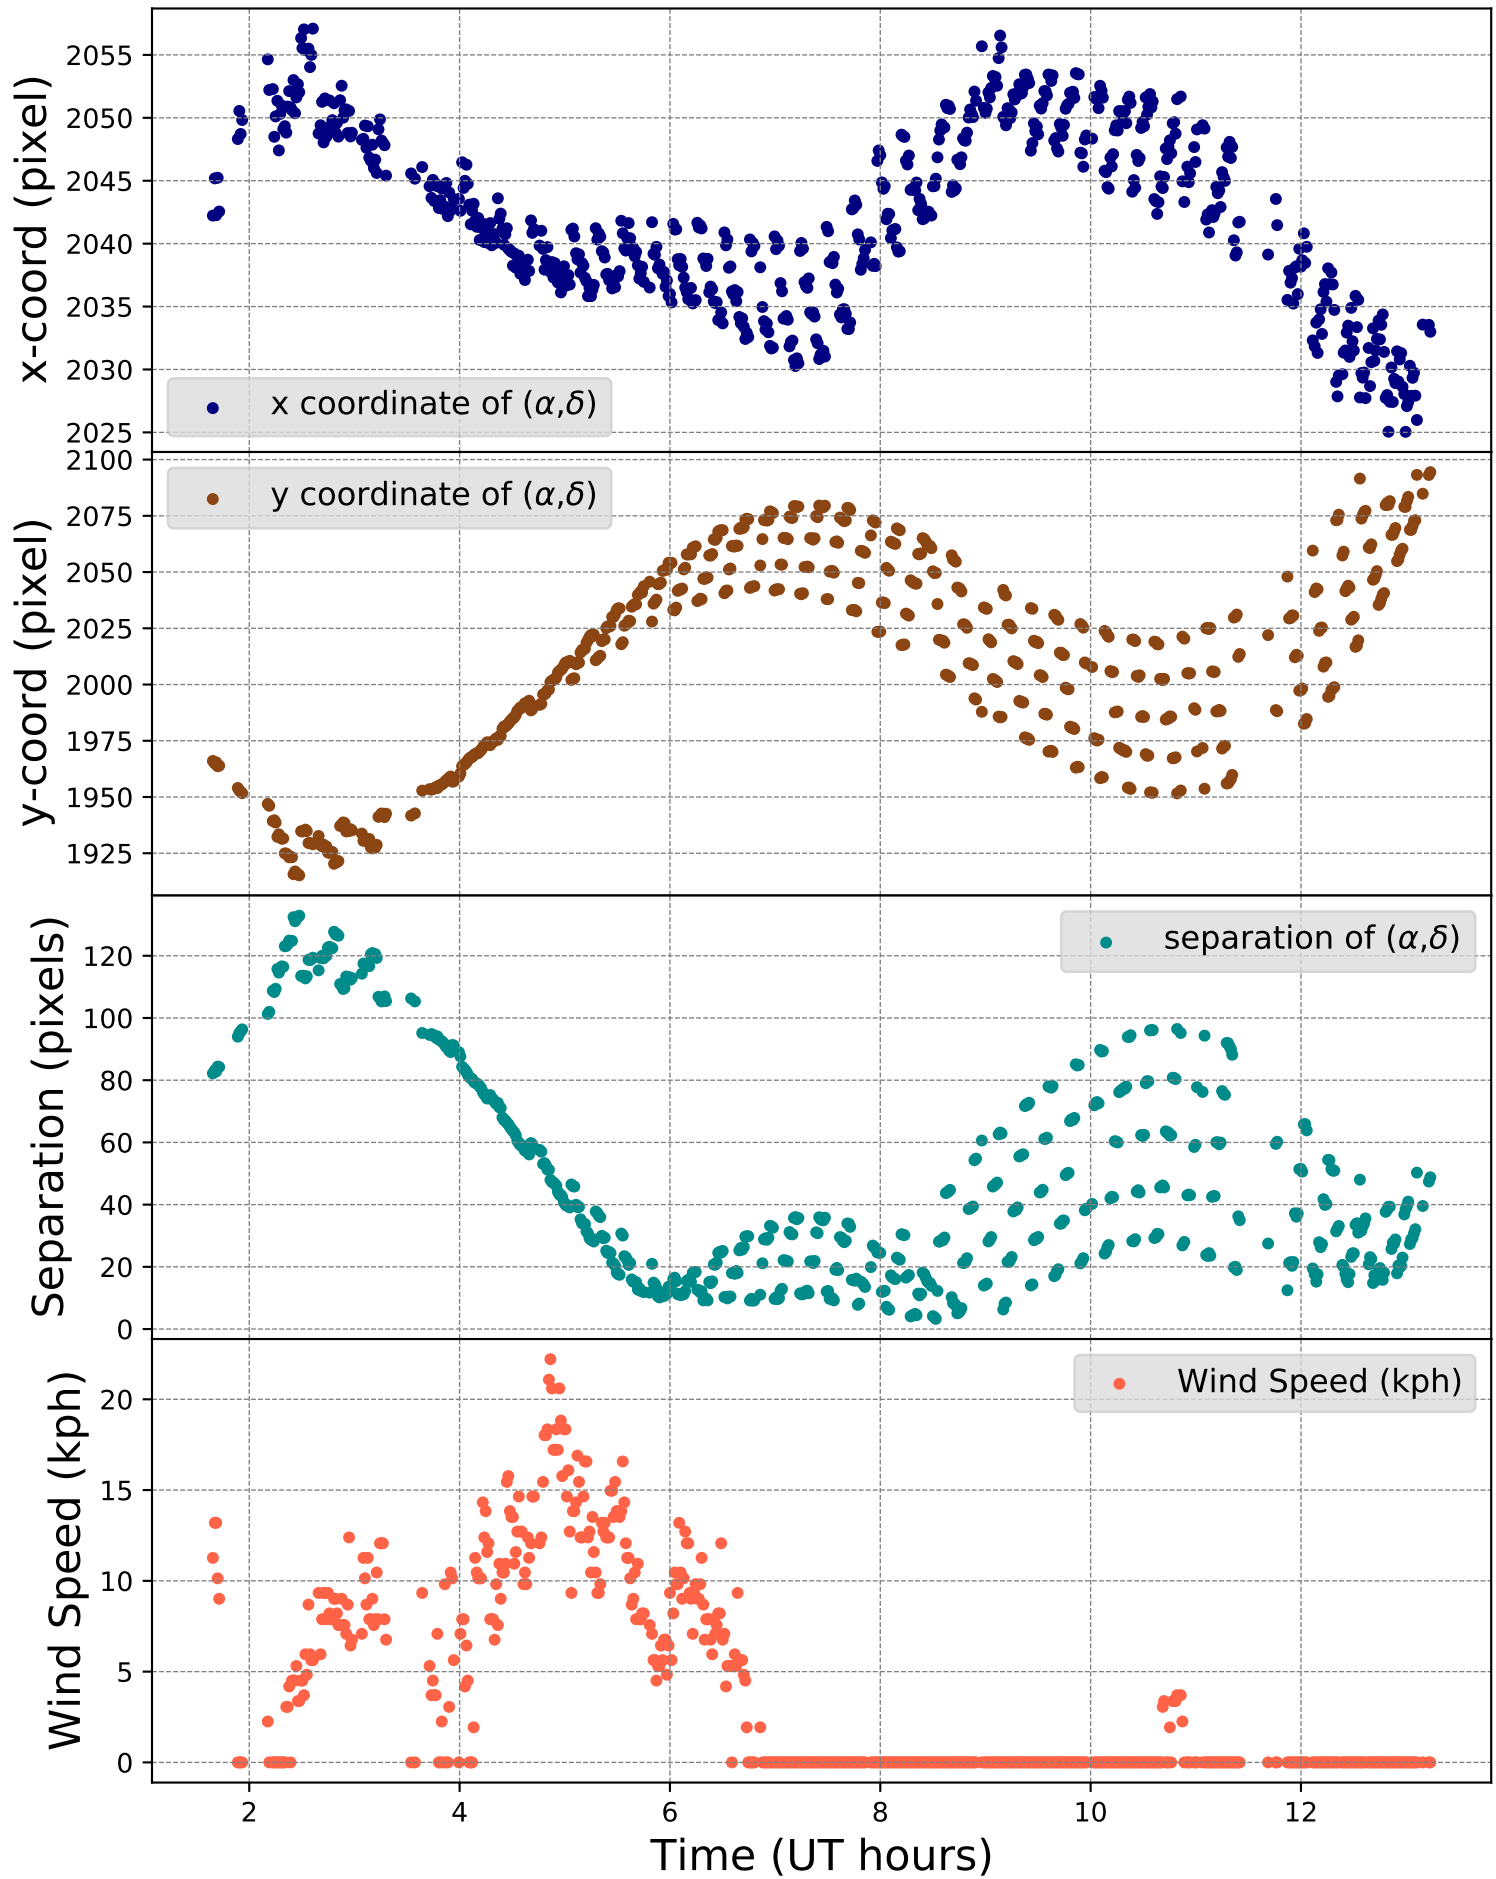 x-coord (pixel)
2055
2050
2045
2040
2035
2030
2025
x coordinate of (α,δ)
y-coord (pixel)
2100
2075
2050
2025
2000
1975
1950
1925
y coordinate of (α,δ)
Separation (pixels)
120
100
80
60
40
20
0
separation of (α,δ)
Wind Speed (kph)
20
15
10
5
0
Wind Speed (kph)
2 4 6 8 10 12
Time (UT hours)